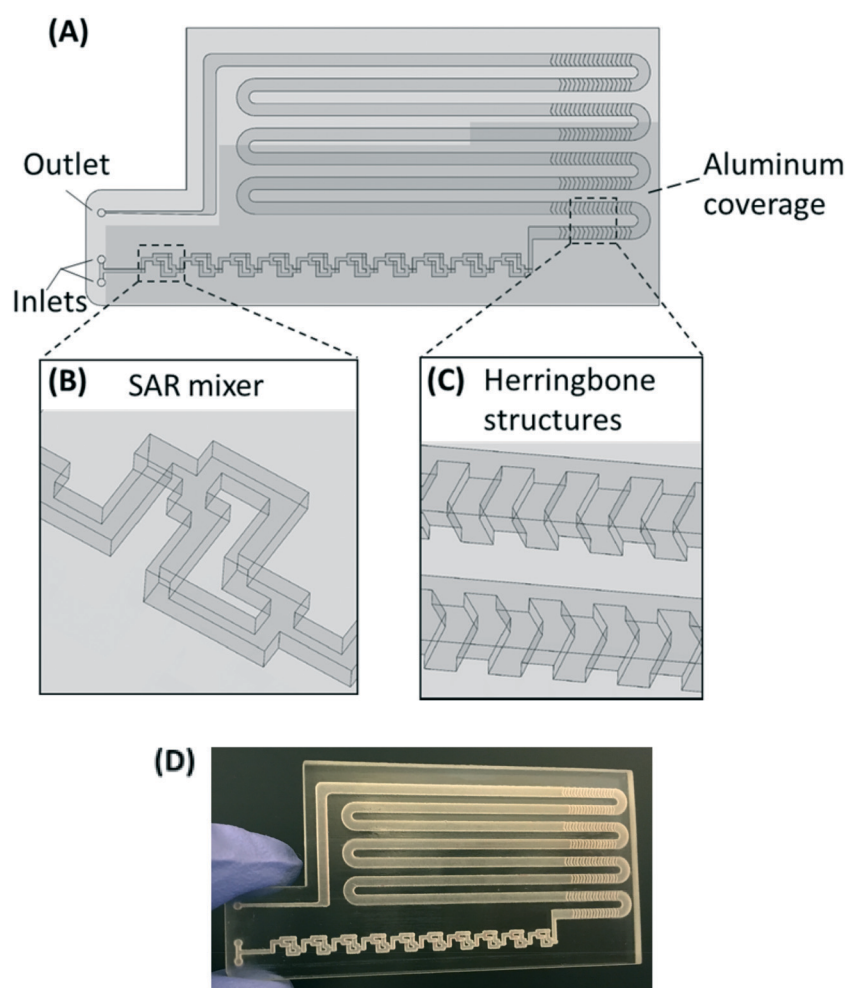 (A)
Outlet
Inlets
Aluminum
coverage
(B) SAR mixer
(C) Herringbone
structures
(D)